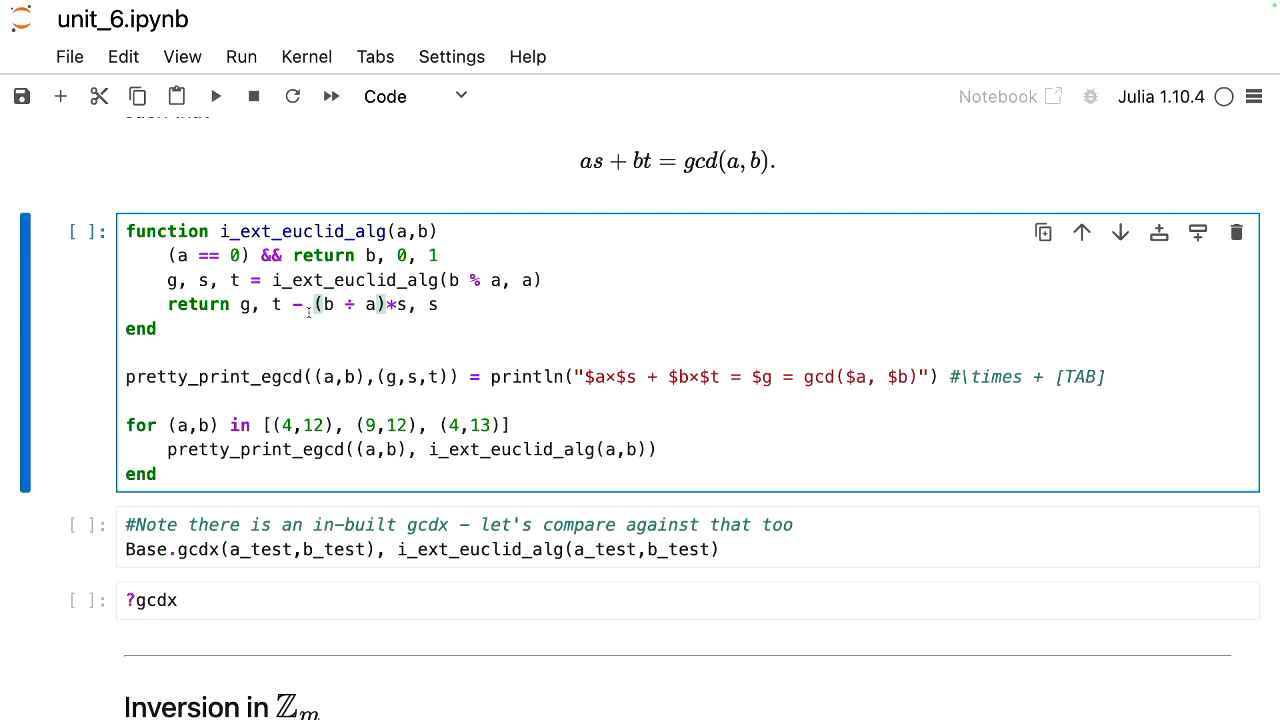 unit_6.ipynb
File Edit View Run Kernel Tabs Settings Help
Code Notebook Julia 1.10.4
such that
as + bt = gcd(a, b).
[ ]: function i_ext_euclid_alg(a,b)
(a == 0) && return b, 0, 1
g, s, t = i_ext_euclid_alg(b % a, a)
return g, t - (b ÷ a)*s, s
end
pretty_print_egcd((a,b),(g,s,t)) = println("$a×$s + $b×$t = $g = gcd($a, $b)") #\times + [TAB]
for (a,b) in [(4,12), (9,12), (4,13)]
pretty_print_egcd((a,b), i_ext_euclid_alg(a,b))
end
[ ]: #Note there is an in-built gcdx - let's compare against that too
Base.gcdx(a_test,b_test), i_ext_euclid_alg(a_test,b_test)
[ ]: ?gcdx
Inversion in ℤₘ